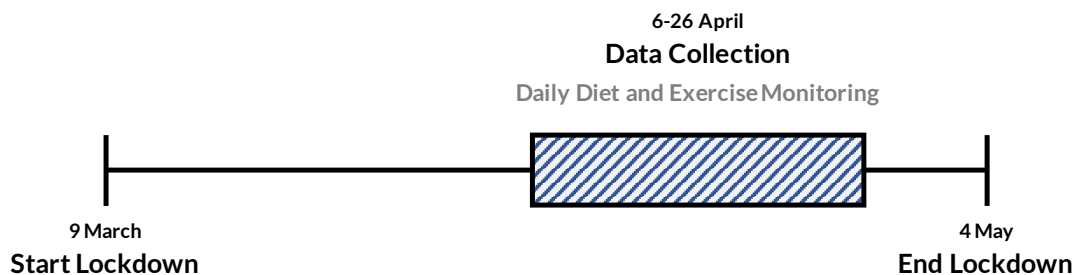 6-26 April
Data Collection
Daily Diet and Exercise Monitoring
9 March
Start Lockdown
4 May
End Lockdown